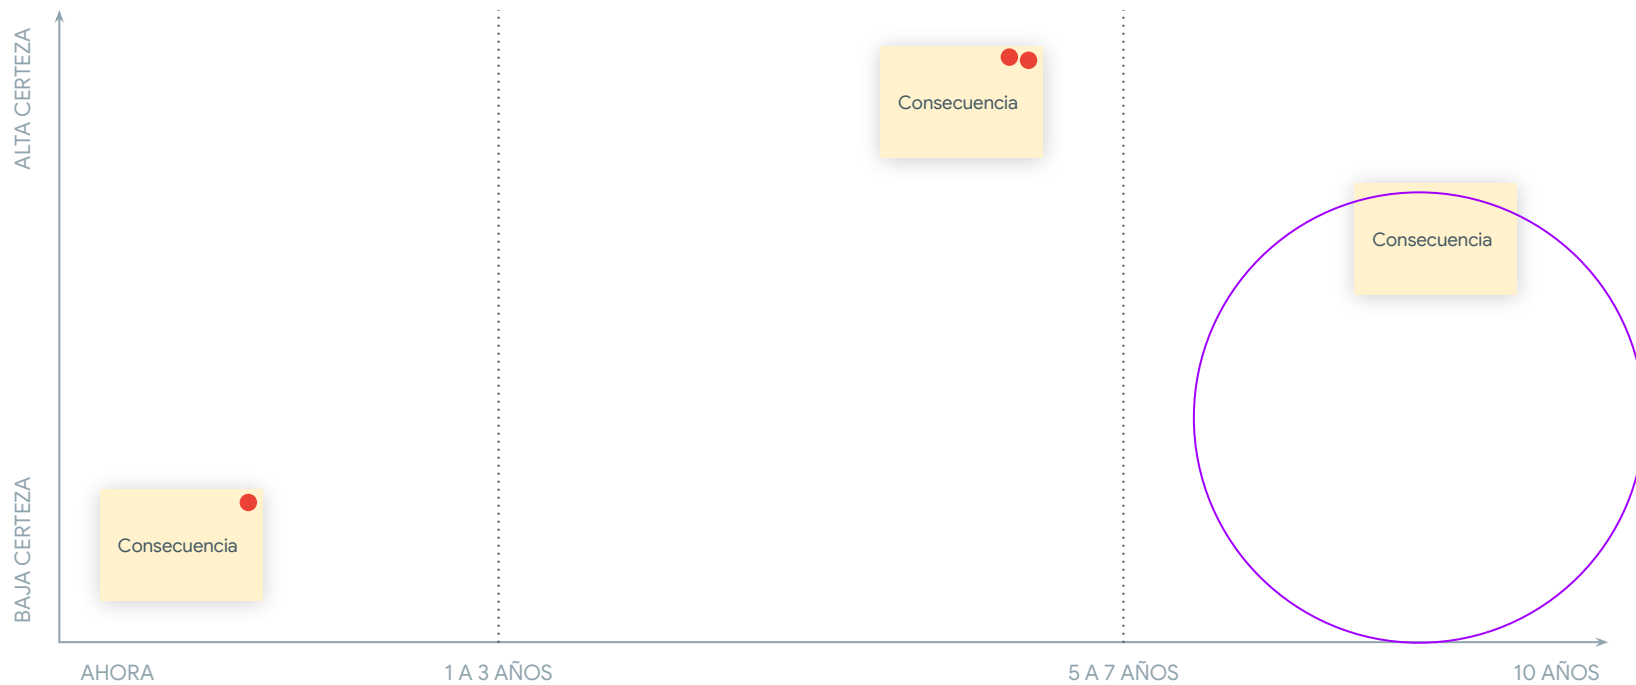 ALTA CERTEZA
Consecuencia
Consecuencia
BAJA CERTEZA
Consecuencia
AHORA
1 A 3 AÑOS
5 A 7 AÑOS
10 AÑOS